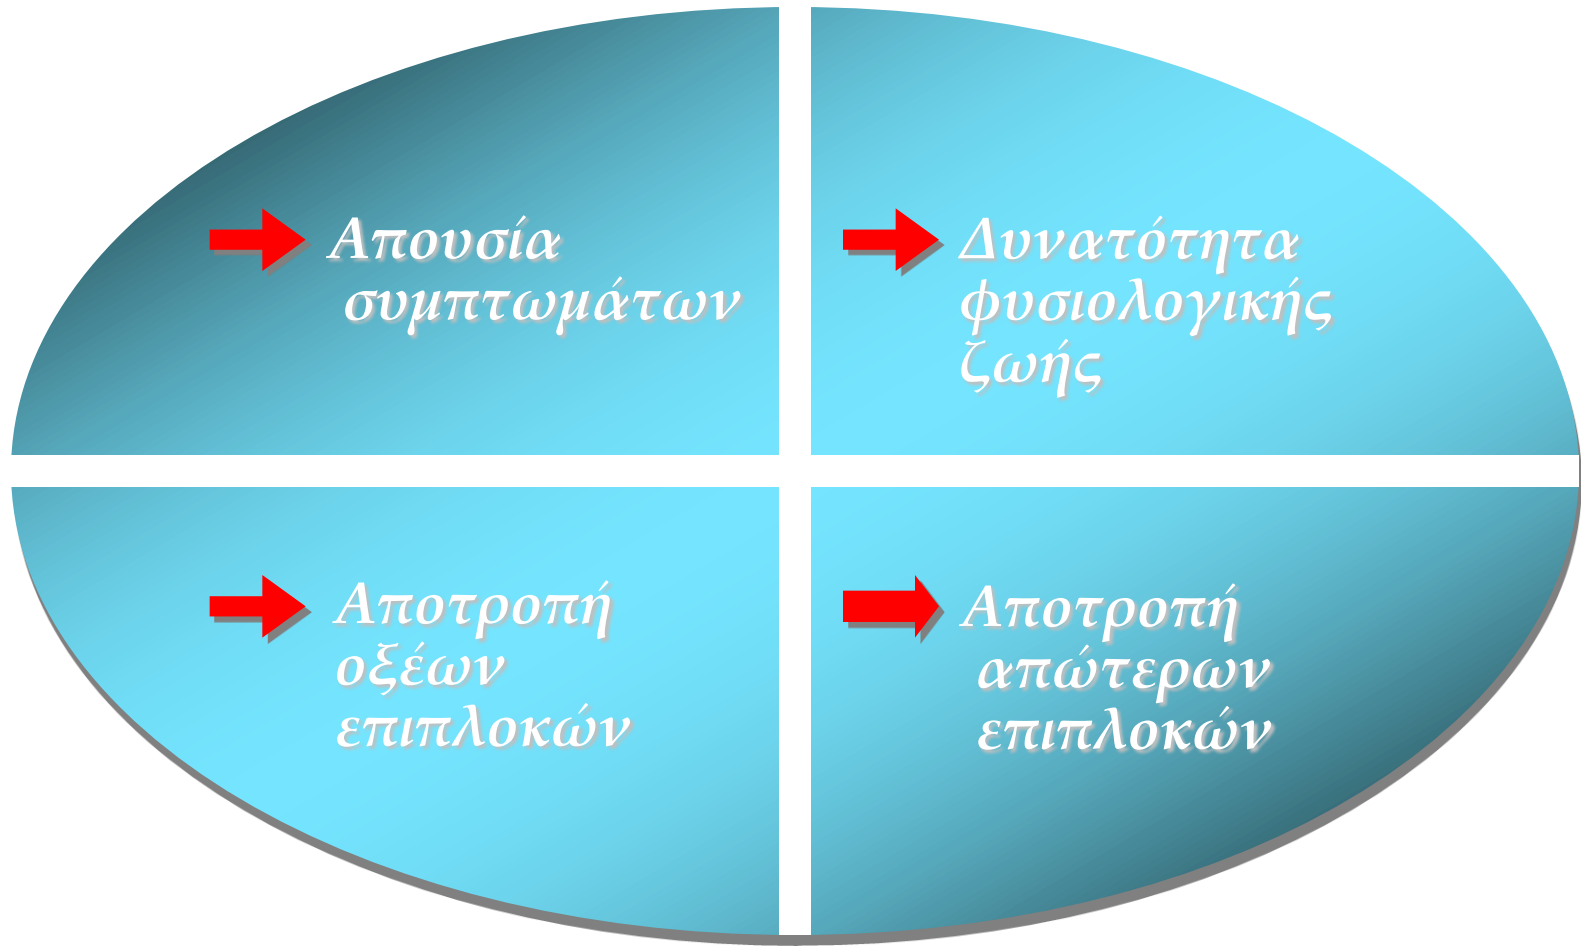 Απουσία
συμπτωμάτων
Δυνατότητα
φυσιολογικής
ζωής
Αποτροπή
οξέων
επιπλοκών
Αποτροπή
απώτερων
επιπλοκών